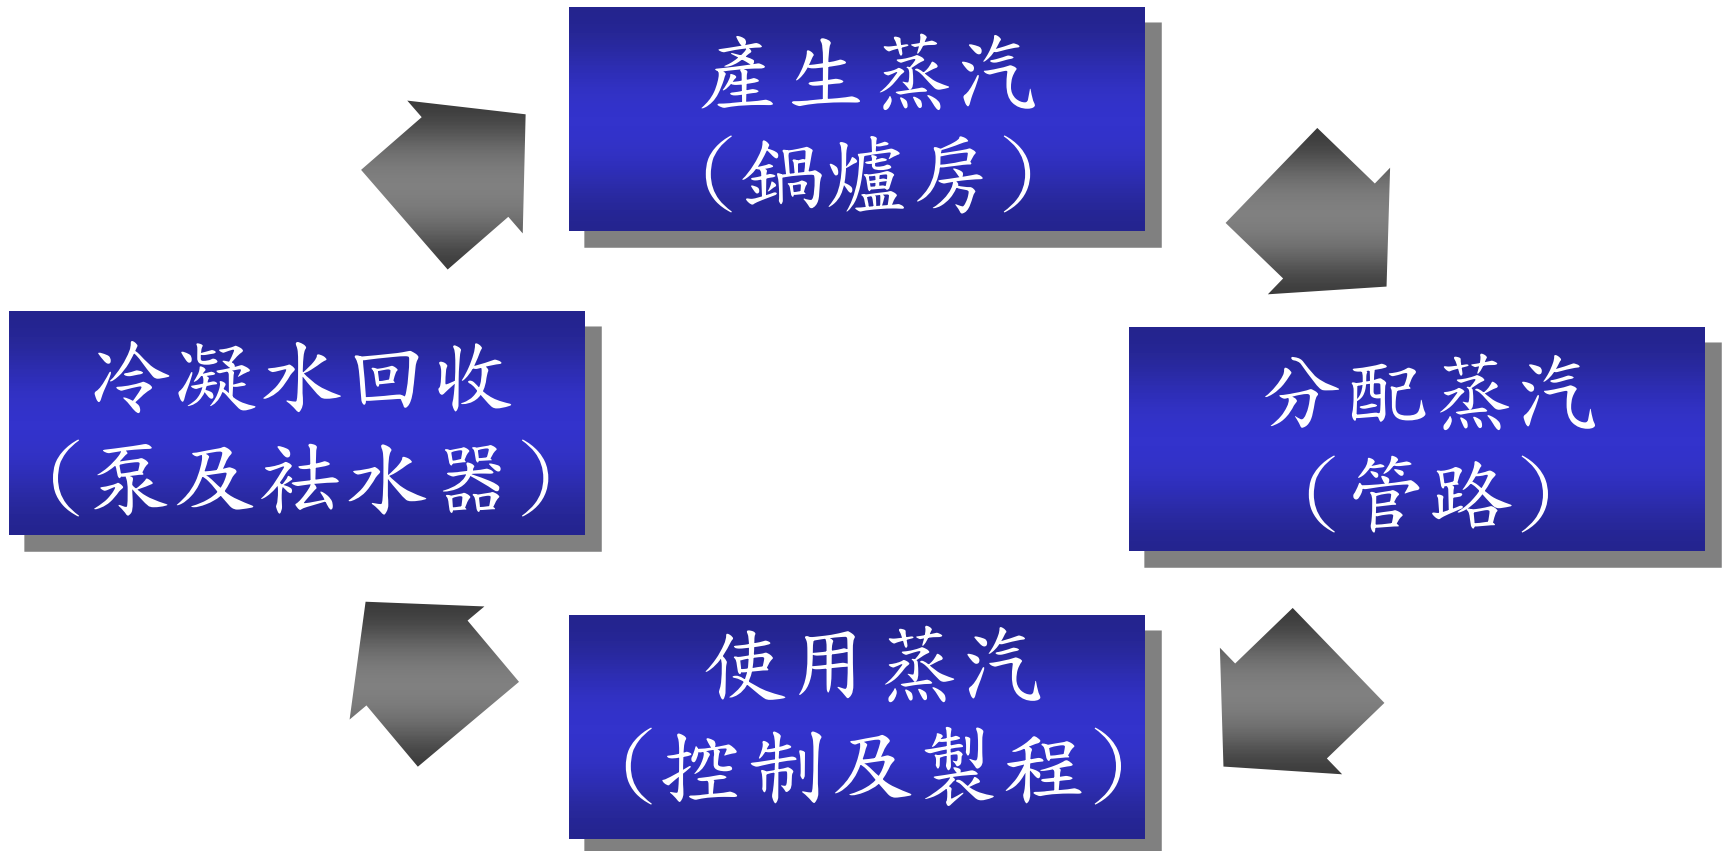 產生蒸汽
（鍋爐房）
冷凝水回收
（泵及袪水器）
分配蒸汽
（管路）
使用蒸汽
（控制及製程）